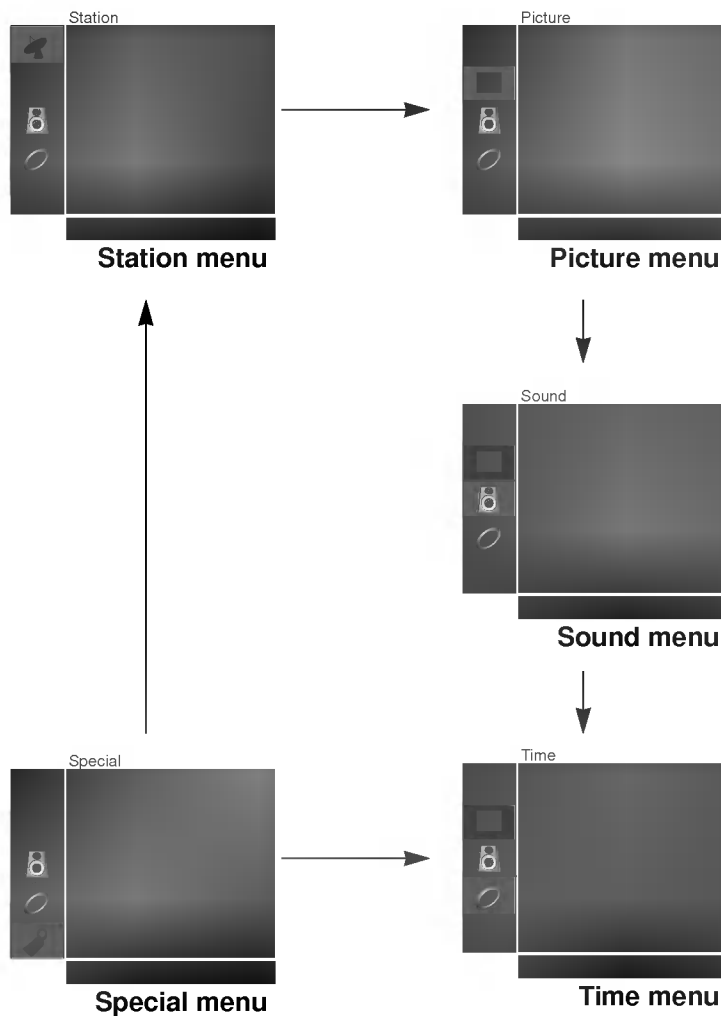 Station
Picture
Station menu
Picture menu
Sound
Sound menu
Special
Time
Special menu
Time menu